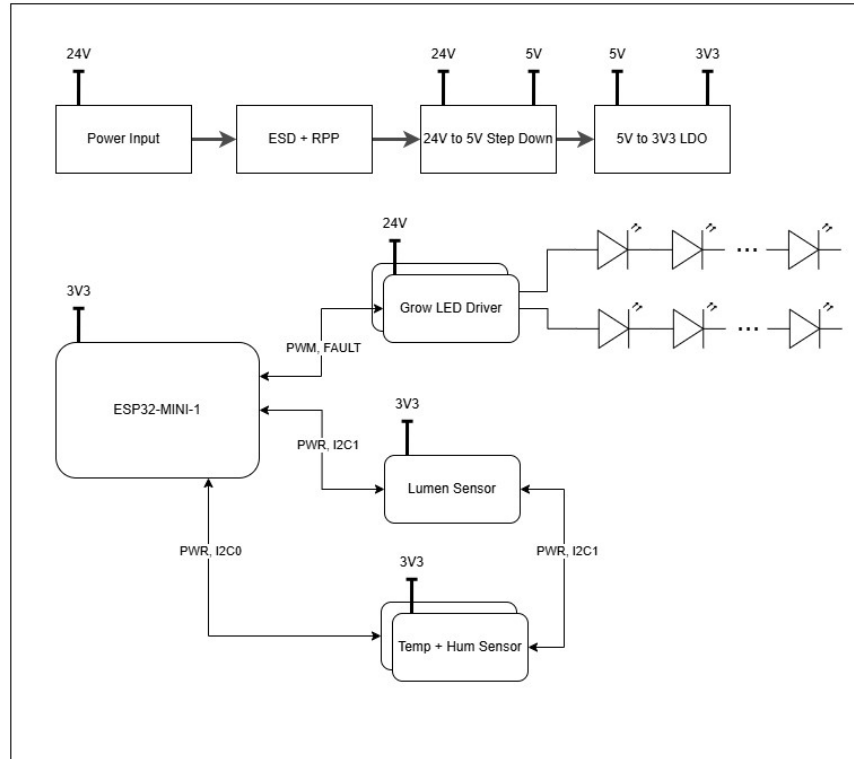 24V
24V
5V
5V
3V3
Power Input
ESD + RPP
24V to 5V Step Down
5V to 3V3 LDO
24V
Grow LED Driver
3V3
PWM, FAULT
ESP32-MINI-1
3V3
PWR, I2C1
Lumen Sensor
PWR, I2C0
PWR, I2C1
3V3
Temp + Hum Sensor